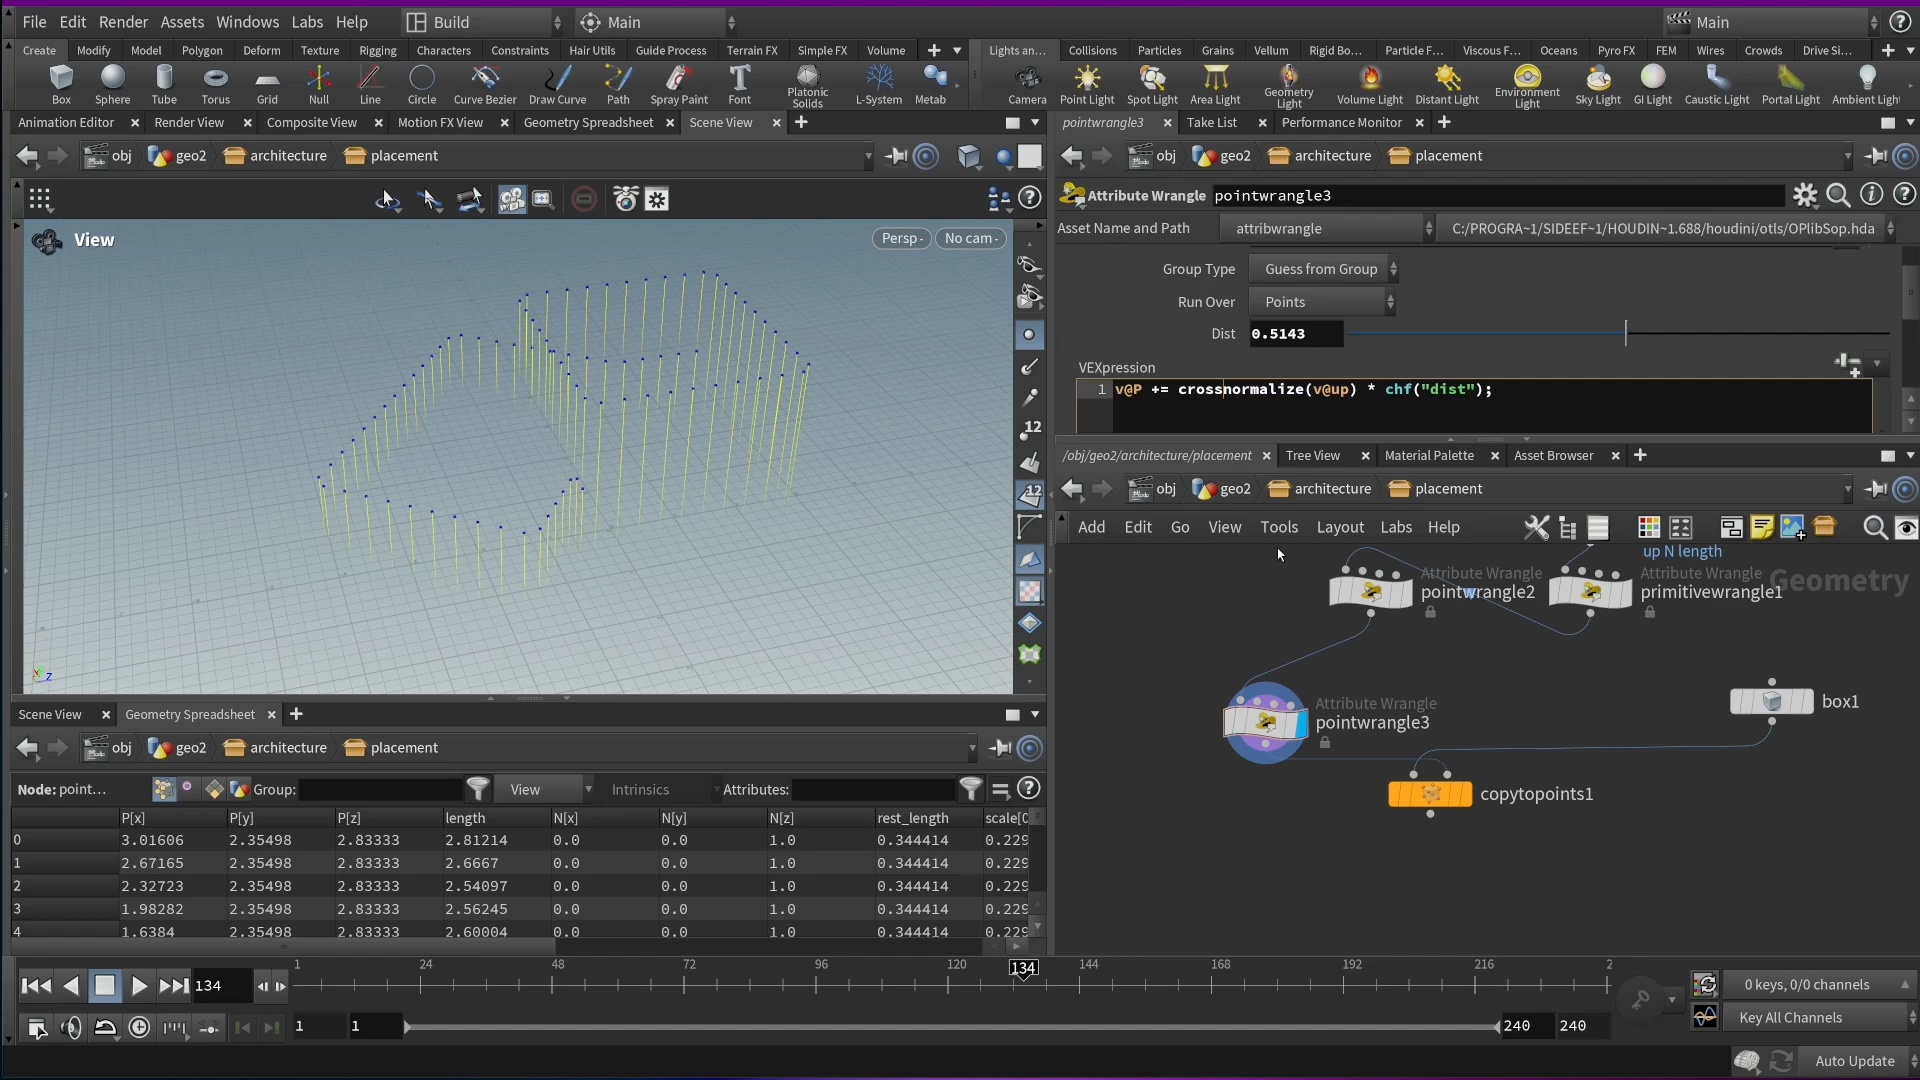 File Edit Render Assets Windows Labs Help Build Main Main
Create Modify Model Polygon Deform Texture Rigging Characters Constraints Hair Utils Guide Process Terrain FX Simple FX Volume
Lights an... Collisions Particles Grains Vellum Rigid Bo... Particle F... Viscous F... Oceans Pyro FX FEM Wires Crowds Drive Si...
Box Sphere Tube Torus Grid Null Line Circle Curve Bezier Draw Curve Path Spray Paint Font Platonic Solids L-System Metab
Camera Point Light Spot Light Area Light Geometry Light Volume Light Distant Light Environment Light Sky Light GI Light Caustic Light Portal Light Ambient Light
Animation Editor Render View Composite View Motion FX View Geometry Spreadsheet Scene View
pointwrangle3 Take List Performance Monitor
obj geo2 architecture placement
obj geo2 architecture placement
Attribute Wrangle pointwrangle3
Asset Name and Path attribwrangle C:/PROGRA~1/SIDEEF~1/HOUDIN~1.688/houdini/otls/OPlibSop.hda
View
Persp No cam
Group Type Guess from Group
Run Over Points
Dist 0.5143
VEXpression
1 v@P += crossnormalize(v@up) * chf("dist");
12
12
z
/obj/geo2/architecture/placement Tree View Material Palette Asset Browser
obj geo2 architecture placement
Add Edit Go View Tools Layout Labs Help
up N length
Attribute Wrangle
pointwrangle2
Attribute Wrangle
primitivewrangle1
Geometry
Attribute Wrangle
pointwrangle3
box1
copytopoints1
Scene View Geometry Spreadsheet
obj geo2 architecture placement
Node: point... Group: View Intrinsics Attributes:
P[x] P[y] P[z] length N[x] N[y] N[z] rest_length scale[0
0 3.01606 2.35498 2.83333 2.81214 0.0 0.0 1.0 0.344414 0.229
1 2.67165 2.35498 2.83333 2.6667 0.0 0.0 1.0 0.344414 0.229
2 2.32723 2.35498 2.83333 2.54097 0.0 0.0 1.0 0.344414 0.229
3 1.98282 2.35498 2.83333 2.56245 0.0 0.0 1.0 0.344414 0.229
4 1.6384 2.35498 2.83333 2.60004 0.0 0.0 1.0 0.344414 0.229
1 24 48 72 96 120 134 144 168 192 216 2
134
0 keys, 0/0 channels
1 1 240 240
Key All Channels
Auto Update